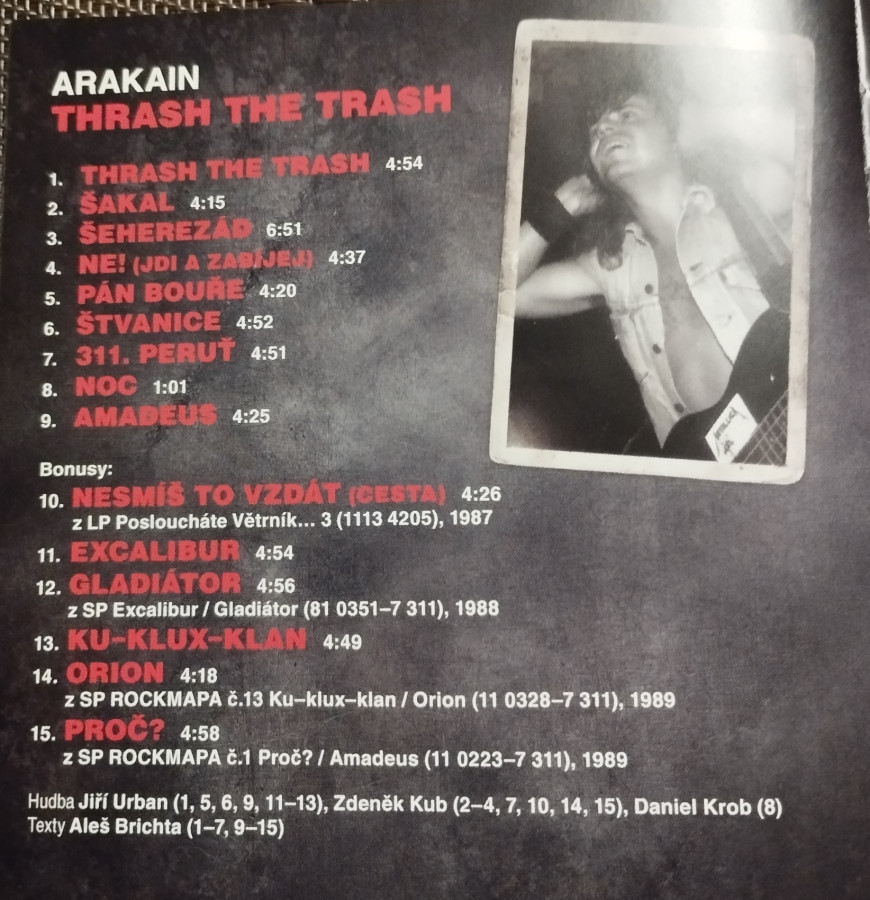 ARAKAIN
THRASH THE TRASH
1. THRASH THE TRASH 4:54
2. ŠAKAL 4:15
3. ŠEHEREZÁD 6:51
4. NE! (JDI A ZABÍJEJ) 4:37
5. PÁN BOUŘE 4:20
6. ŠTVANICE 4:52
7. 311. PERUŤ 4:51
8. NOC 1:01
9. AMADEUS 4:25
Bonusy:
10. NESMÍŠ TO VZDÁT (CESTA) 4:26
z LP Posloucháte Větrník... 3 (1113 4205), 1987
11. EXCALIBUR 4:54
12. GLADIÁTOR 4:56
z SP Excalibur / Gladiátor (81 0351–7 311), 1988
13. KU-KLUX-KLAN 4:49
14. ORION 4:18
z SP ROCKMAPA č.13 Ku–klux–klan / Orion (11 0328–7 311), 1989
15. PROČ? 4:58
z SP ROCKMAPA č.1 Proč? / Amadeus (11 0223–7 311), 1989
Hudba Jiří Urban (1, 5, 6, 9, 11–13), Zdeněk Kub (2–4, 7, 10, 14, 15), Daniel Krob (8)
Texty Aleš Brichta (1–7, 9–15)